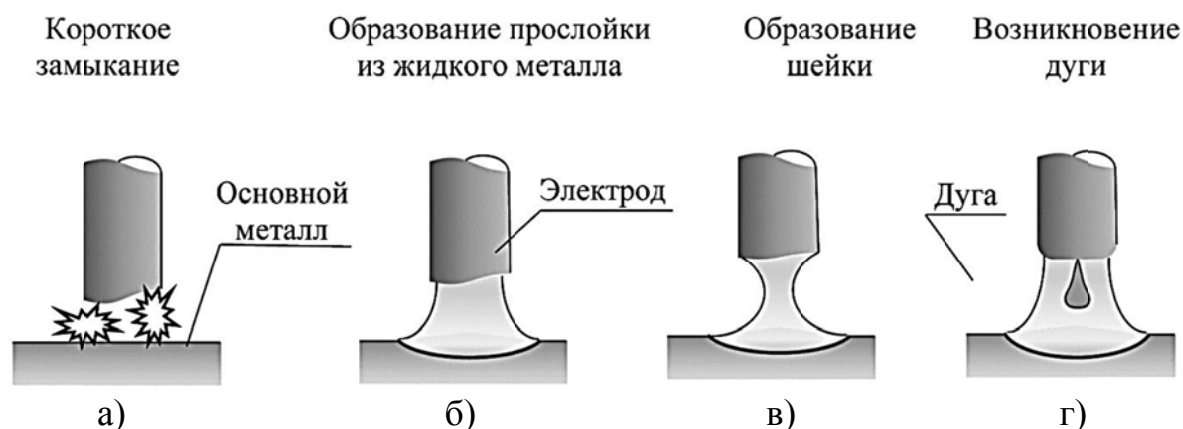 Короткое
замыкание
Образование прослойки
из жидкого металла
Образование
шейки
Возникновение
дуги
Основной
металл
Электрод
Дуга
а)
б)
в)
г)